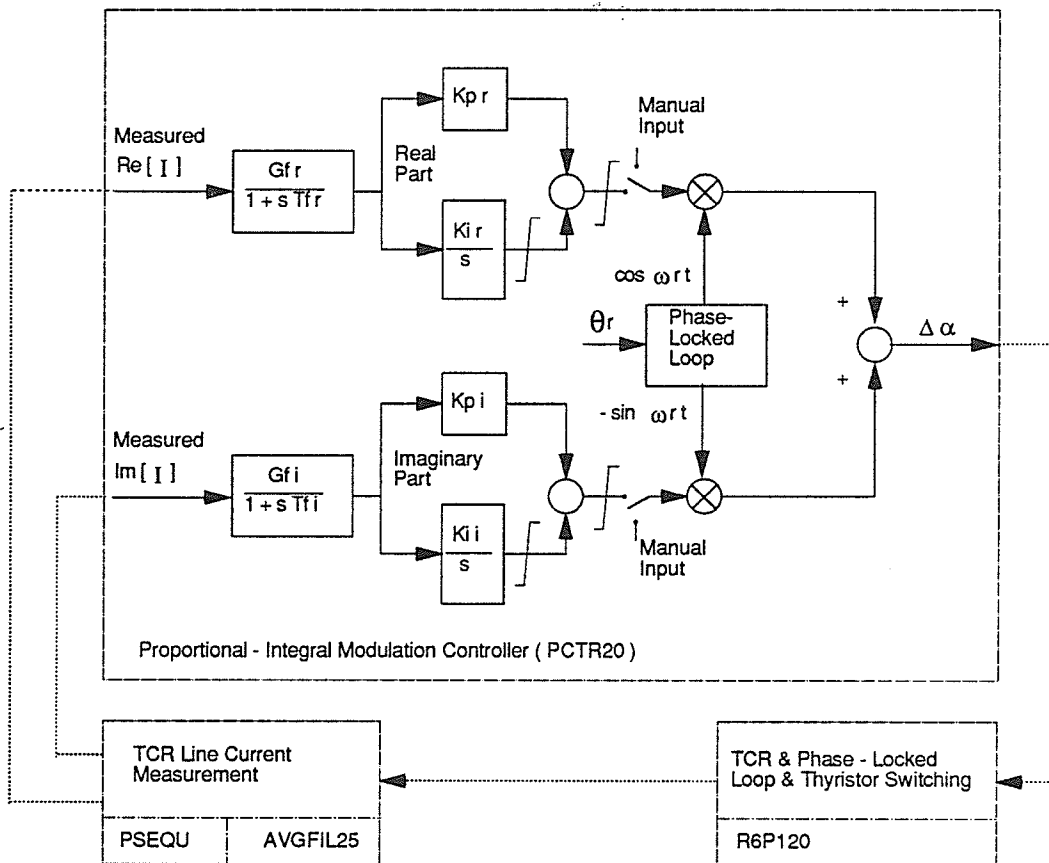 Kp r
Manual
Input
Measured
Re [ I ]
Gf r
1 + s Tf r
Real
Part
Ki r
s
cos ω r t
θr
Phase-
Locked
Loop
+
Δ α
+
- sin ω r t
Kp i
Measured
Im [ I ]
Gf i
1 + s Tf i
Imaginary
Part
Ki i
s
Manual
Input
Proportional - Integral Modulation Controller ( PCTR20 )
TCR Line Current
Measurement
TCR & Phase - Locked
Loop & Thyristor Switching
PSEQU
AVGFIL25
R6P120